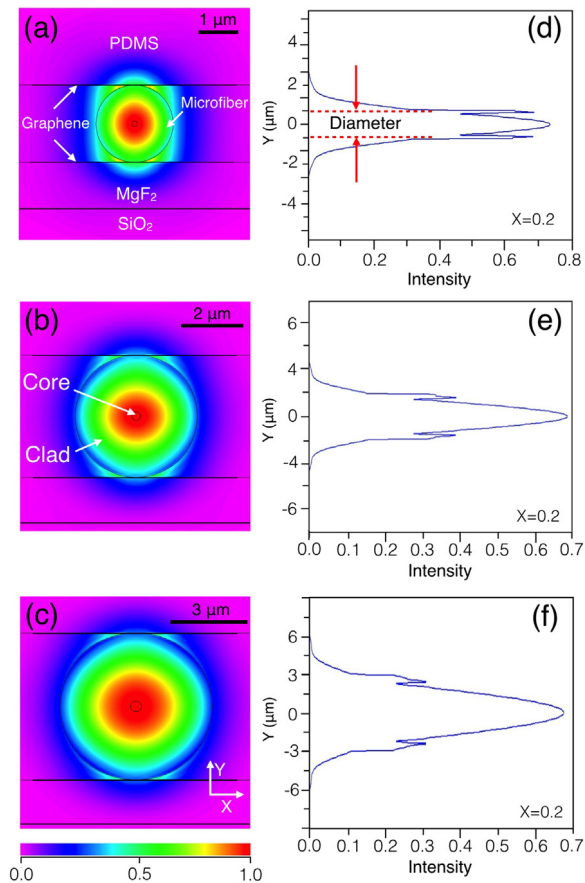 (a)
1 μm
PDMS
Graphene
Microfiber
MgF₂
SiO₂
(d)
Y (μm)
4
2
0
-2
-4
Diameter
X=0.2
0.0 0.2 0.4 0.6 0.8
Intensity
(b)
2 μm
Core
Clad
(e)
Y (μm)
6
3
0
-4
-6
X=0.2
0.0 0.1 0.2 0.3 0.4 0.5 0.6 0.7
Intensity
(c)
3 μm
Y
X
0.0 0.5 1.0
(f)
Y (μm)
6
3
0
-3
-6
X=0.2
0.0 0.1 0.2 0.3 0.4 0.5 0.6 0.7
Intensity